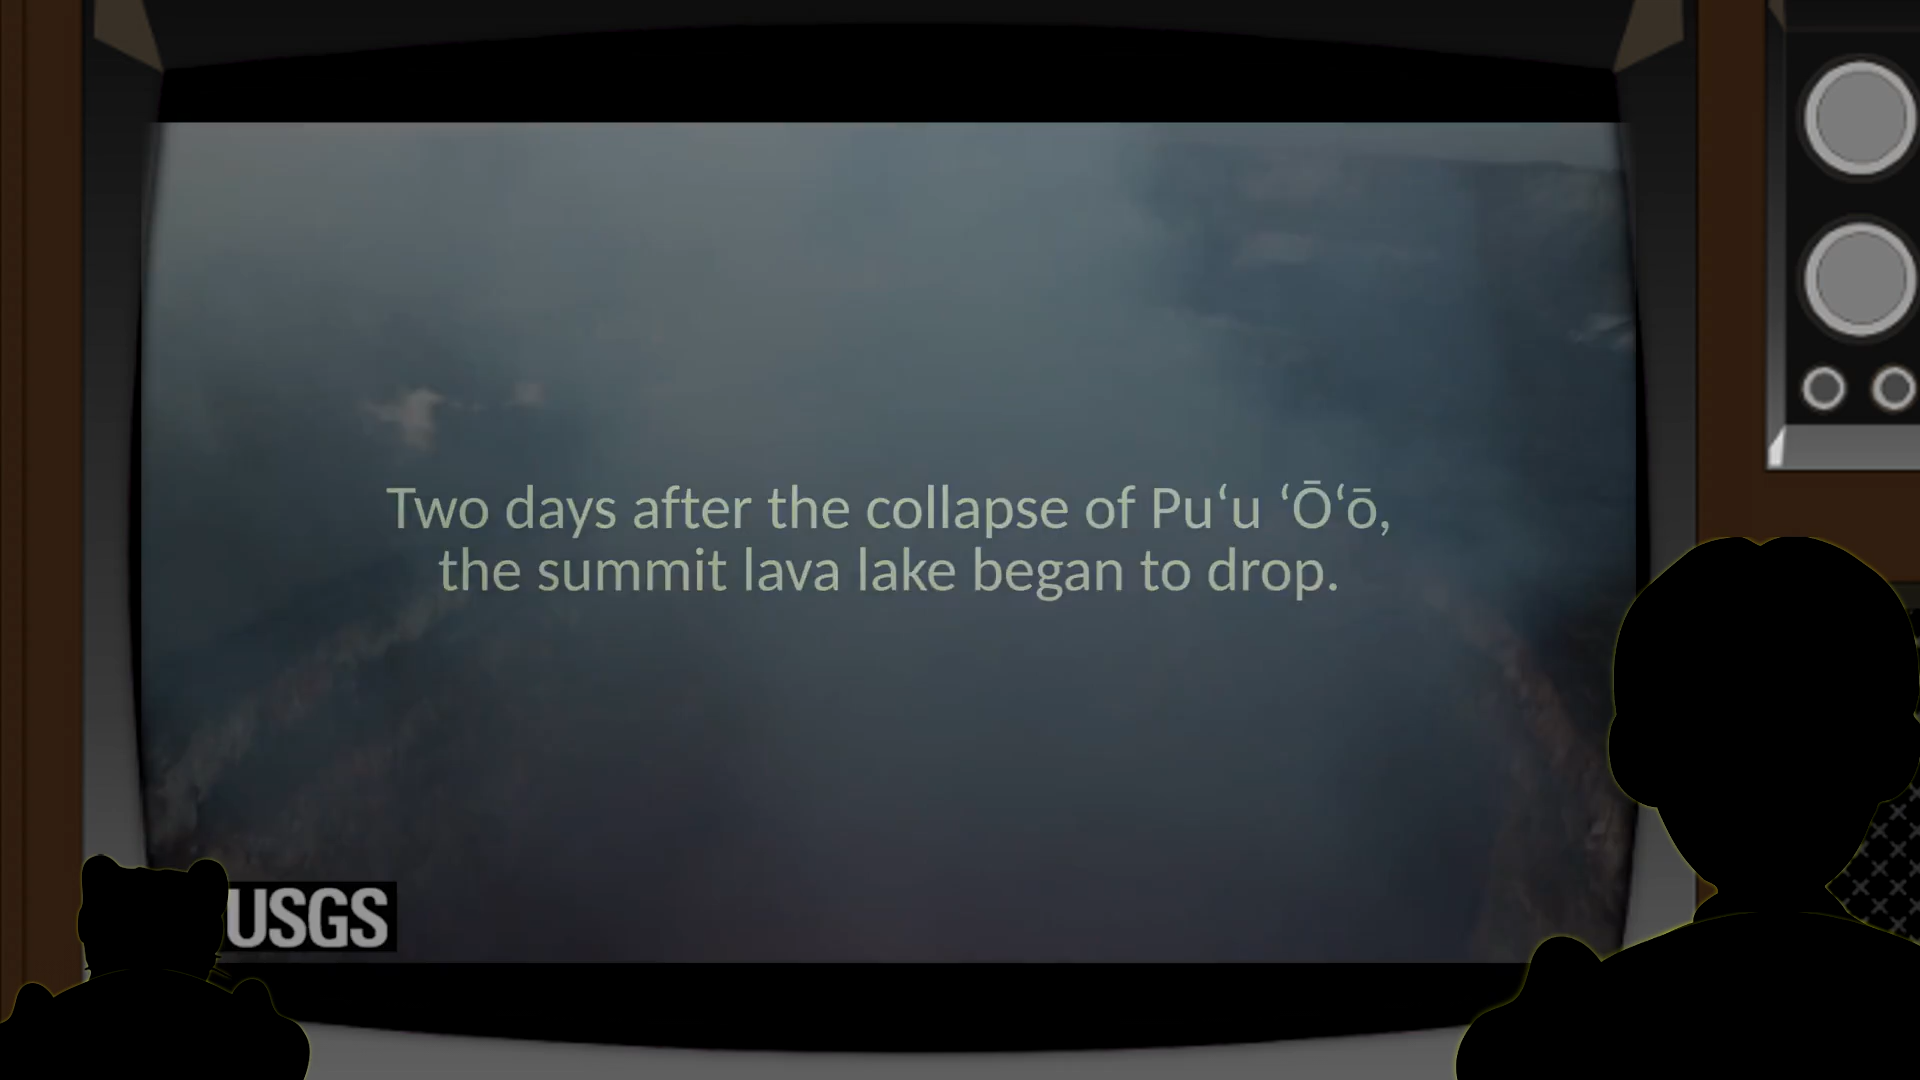 Two days after the collapse of Puʻu ʻŌʻō,
the summit lava lake began to drop.
USGS